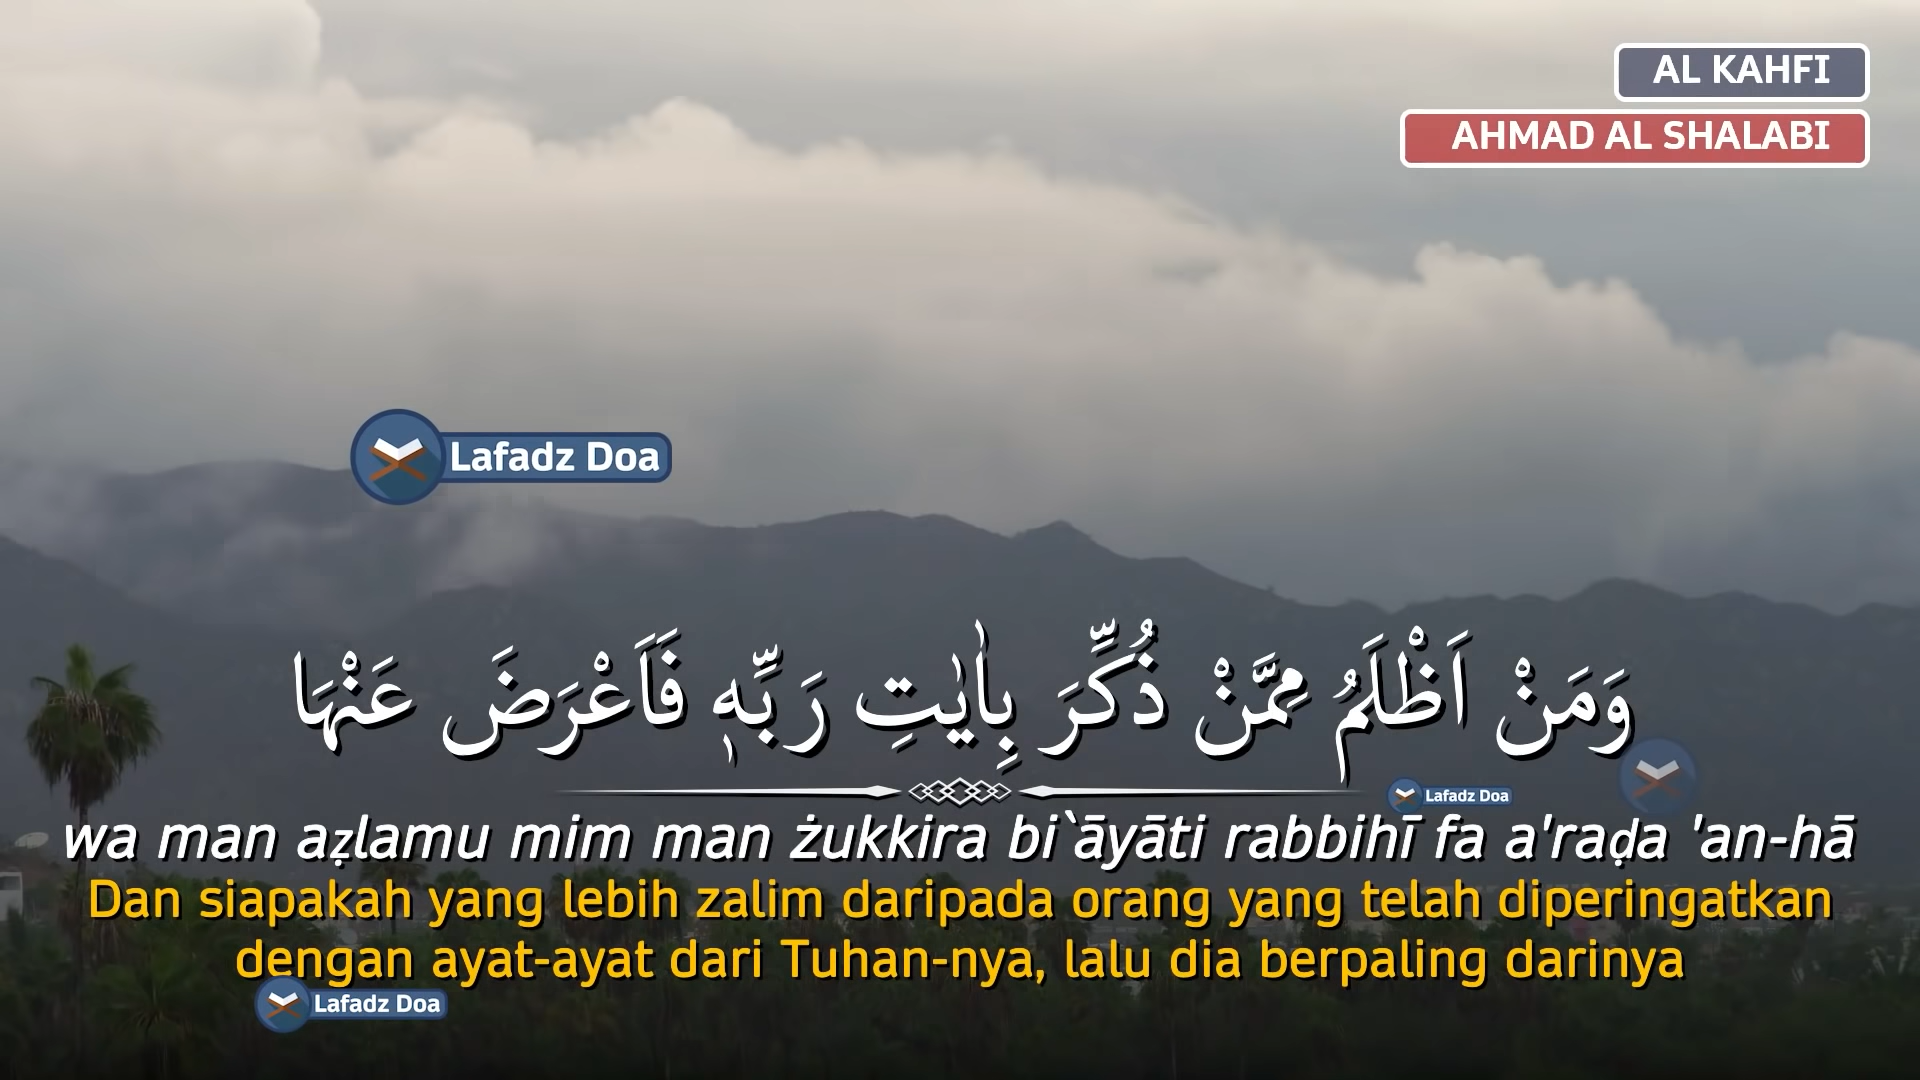 AL KAHFI
AHMAD AL SHALABI
Lafadz Doa
وَمَنْ اَظْلَمُ مِمَّنْ ذُكِّرَ بِاٰيٰتِ رَبِّهٖ فَاَعْرَضَ عَنْهَا
Lafadz Doa
wa man aẓlamu mim man żukkira bi`āyāti rabbihī fa a'raḍa 'an-hā
Dan siapakah yang lebih zalim daripada orang yang telah diperingatkan
dengan ayat-ayat dari Tuhan-nya, lalu dia berpaling darinya
Lafadz Doa